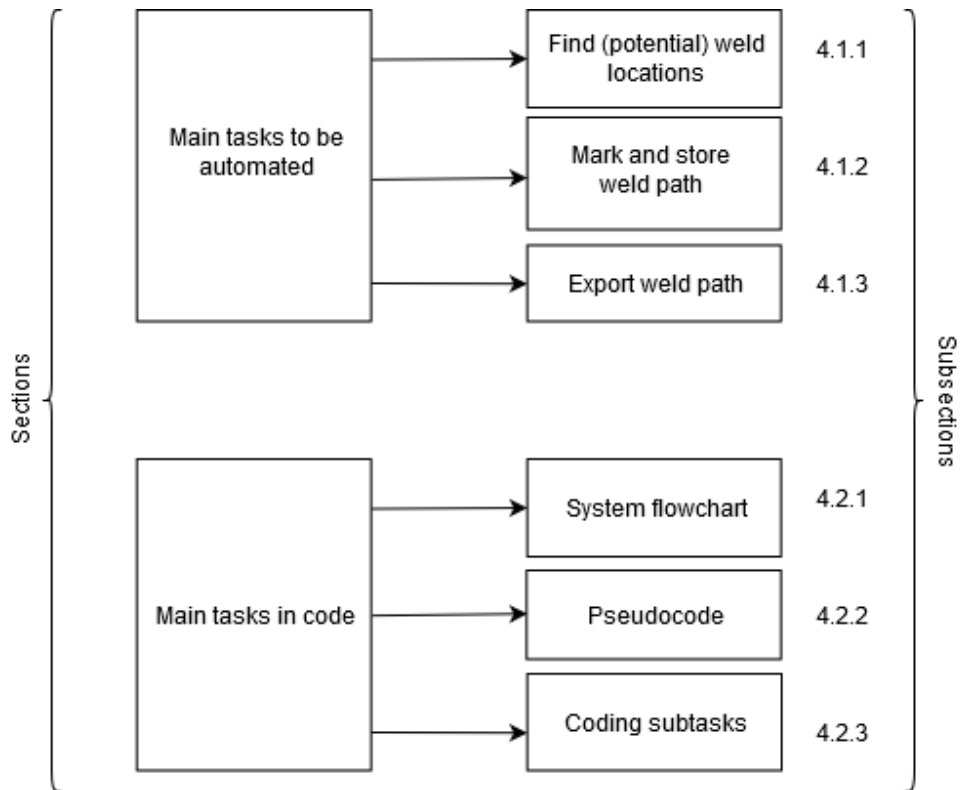 Find (potential) weld
locations
4.1.1
Main tasks to be
automated
Mark and store
weld path
4.1.2
Export weld path
4.1.3
Sections
Subsections
System flowchart
4.2.1
Main tasks in code
Pseudocode
4.2.2
Coding subtasks
4.2.3